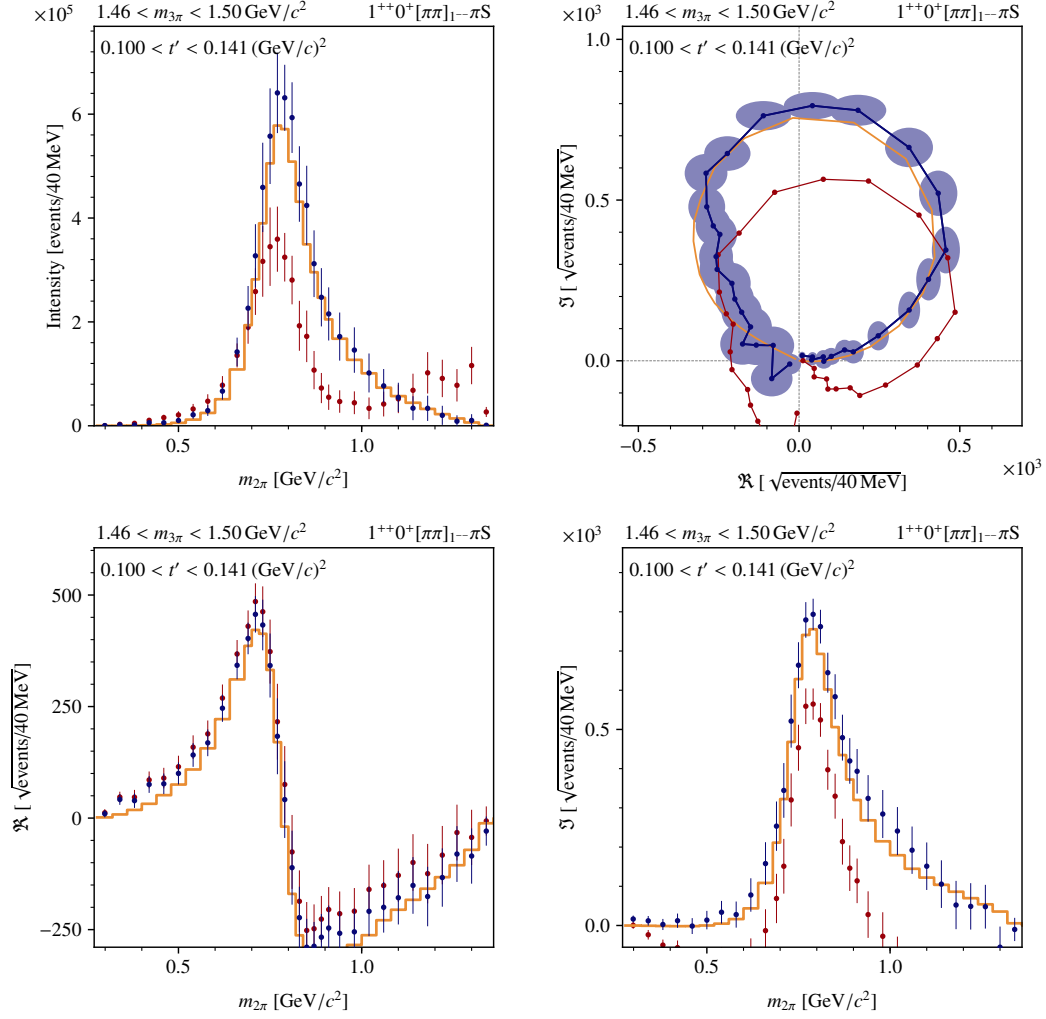 ×10⁵
1.46 < m₃π < 1.50 GeV/c²
1⁺⁺0⁺[ππ]₁₋₋πS
0.100 < t′ < 0.141 (GeV/c)²
Intensity [events/40 MeV]
6
4
2
0
0.5
1.0
m₂π [GeV/c²]
×10³
1.46 < m₃π < 1.50 GeV/c²
1⁺⁺0⁺[ππ]₁₋₋πS
0.100 < t′ < 0.141 (GeV/c)²
ℑ [√events/40 MeV]
1.0
0.5
0.0
−0.5
0.0
0.5
×10³
ℜ [√events/40 MeV]
1.46 < m₃π < 1.50 GeV/c²
1⁺⁺0⁺[ππ]₁₋₋πS
0.100 < t′ < 0.141 (GeV/c)²
ℜ [√events/40 MeV]
500
250
0
−250
0.5
1.0
m₂π [GeV/c²]
×10³
1.46 < m₃π < 1.50 GeV/c²
1⁺⁺0⁺[ππ]₁₋₋πS
0.100 < t′ < 0.141 (GeV/c)²
ℑ [√events/40 MeV]
0.5
0.0
0.5
1.0
m₂π [GeV/c²]